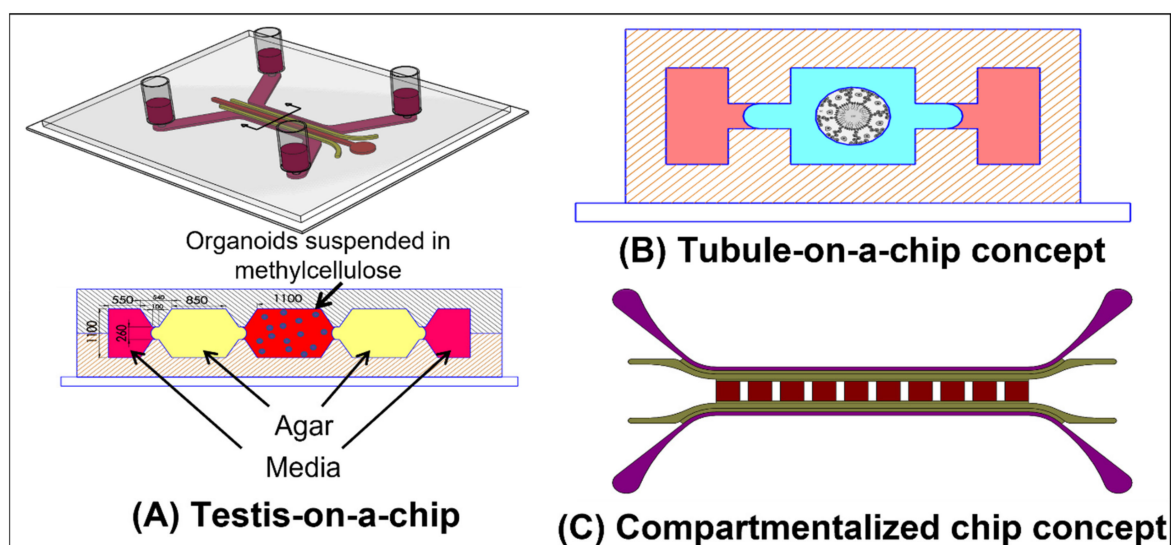 Organoids suspended in
methylcellulose
550
540
100
850
1100
1100
260
Agar
Media
(A) Testis-on-a-chip
(B) Tubule-on-a-chip concept
(C) Compartmentalized chip concept